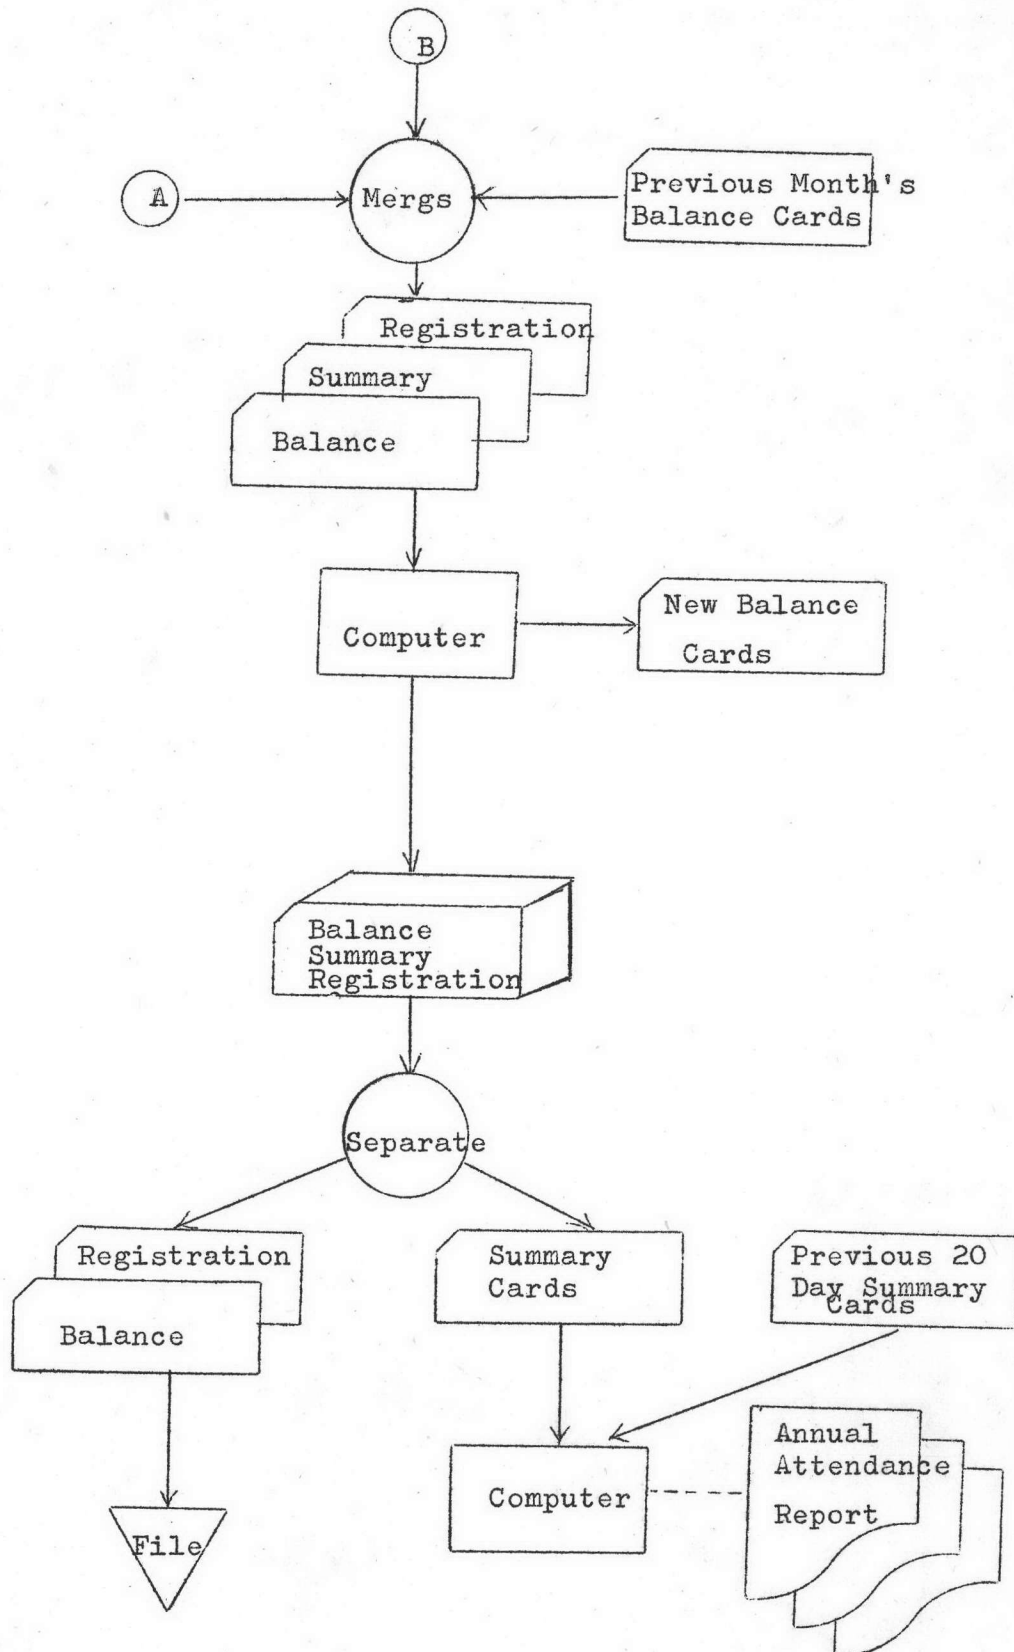 B
A
Mergs
Previous Month's
Balance Cards
Registration
Summary
Balance
Computer
New Balance
Cards
Balance
Summary
Registration
Separate
Registration
Balance
Summary
Cards
Previous 20
Day Summary
Cards
File
Computer
Annual
Attendance
Report